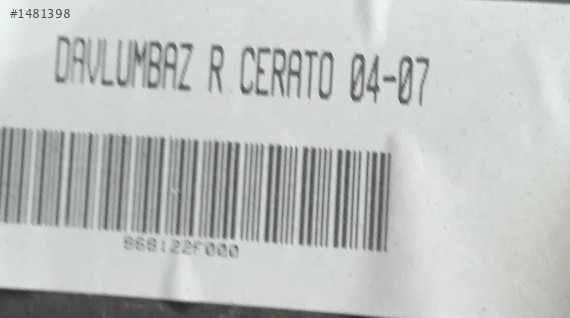 #1481398
DAVLUMBAZ R CERATO 04-07
868122F000